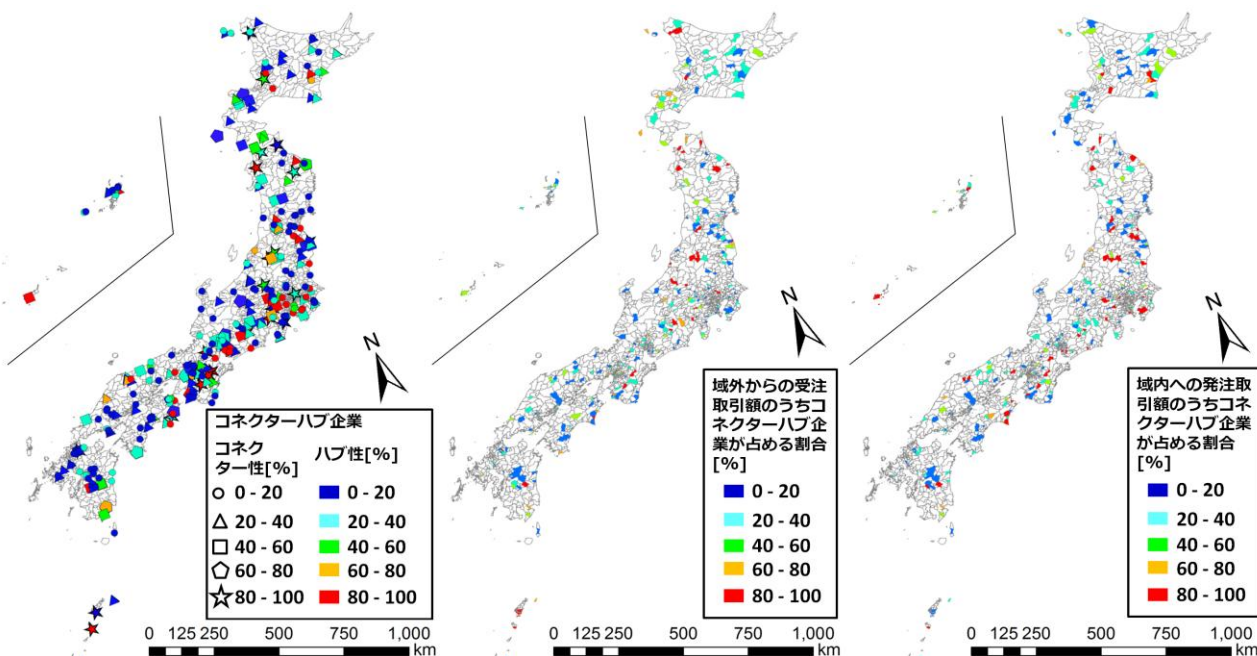 N
コネクターハブ企業
コネク
ター性[%]
ハブ性[%]
0 - 20
0 - 20
20 - 40
20 - 40
40 - 60
40 - 60
60 - 80
60 - 80
80 - 100
80 - 100
0 125 250 500 750 1,000
km
N
域外からの受注
取引額のうちコ
ネクターハブ企
業が占める割合
[%]
0 - 20
20 - 40
40 - 60
60 - 80
80 - 100
0 125 250 500 750 1,000
km
N
域内への発注取
引額のうちコネ
クターハブ企業
が占める割合
[%]
0 - 20
20 - 40
40 - 60
60 - 80
80 - 100
0 125 250 500 750 1,000
km